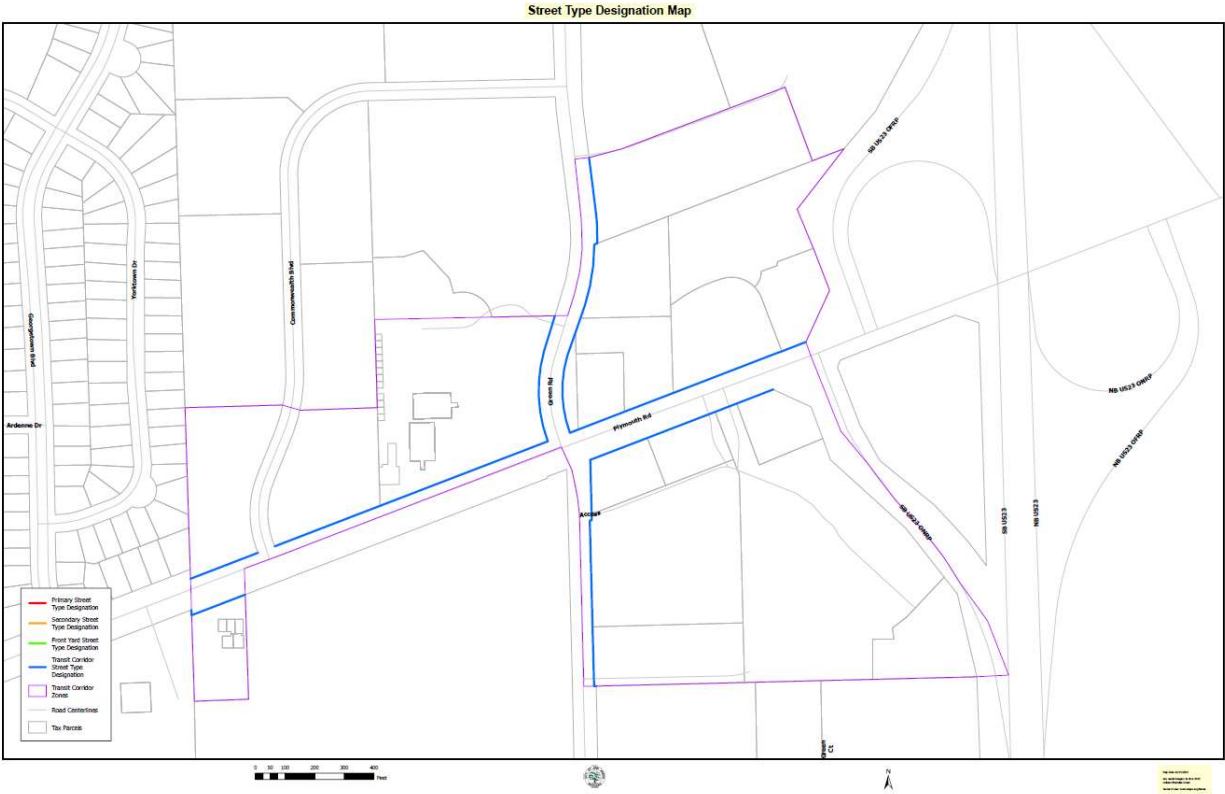 Street Type Designation Map
SB US23 OFRP
Yorktown Dr
Commonwealth Blvd
Georgetown Blvd
Green Rd
NB US23 ONRP
Plymouth Rd
Ardenne Dr
NB US23 OFRP
Access
SB US23 ONRP
SB US23
NB US23
Primary Street
Type Designation
Secondary Street
Type Designation
Front Yard Street
Type Designation
Transit Corridor
Street Type
Designation
Transit Corridor
Zones
Road Centerlines
Tax Parcels
Green
Ct
0 50 100 200 300 400
Feet
N